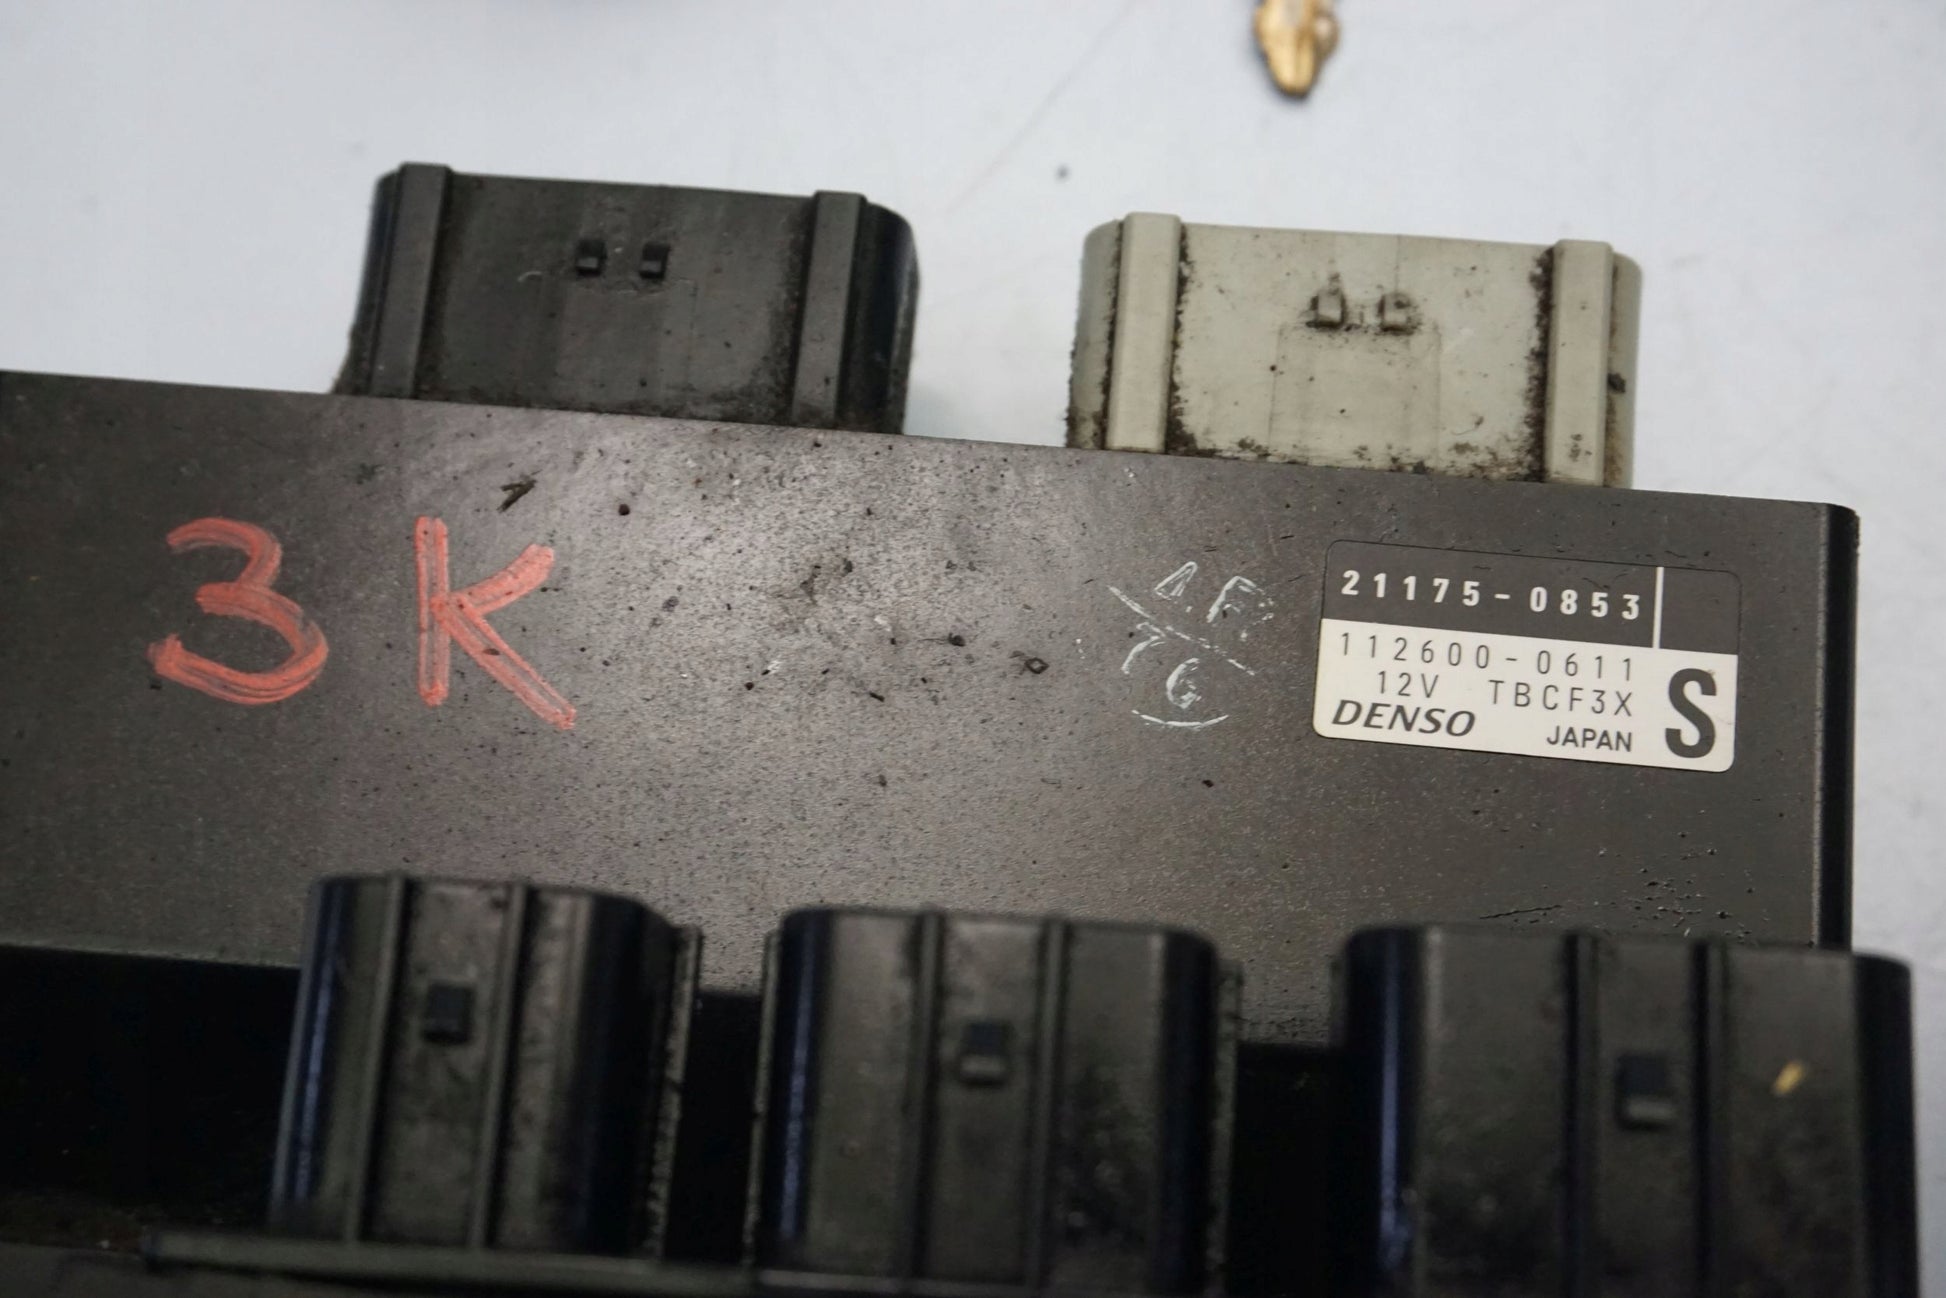 3K
21175-0853
112600-0611
12V TBCF3X
S
DENSO JAPAN